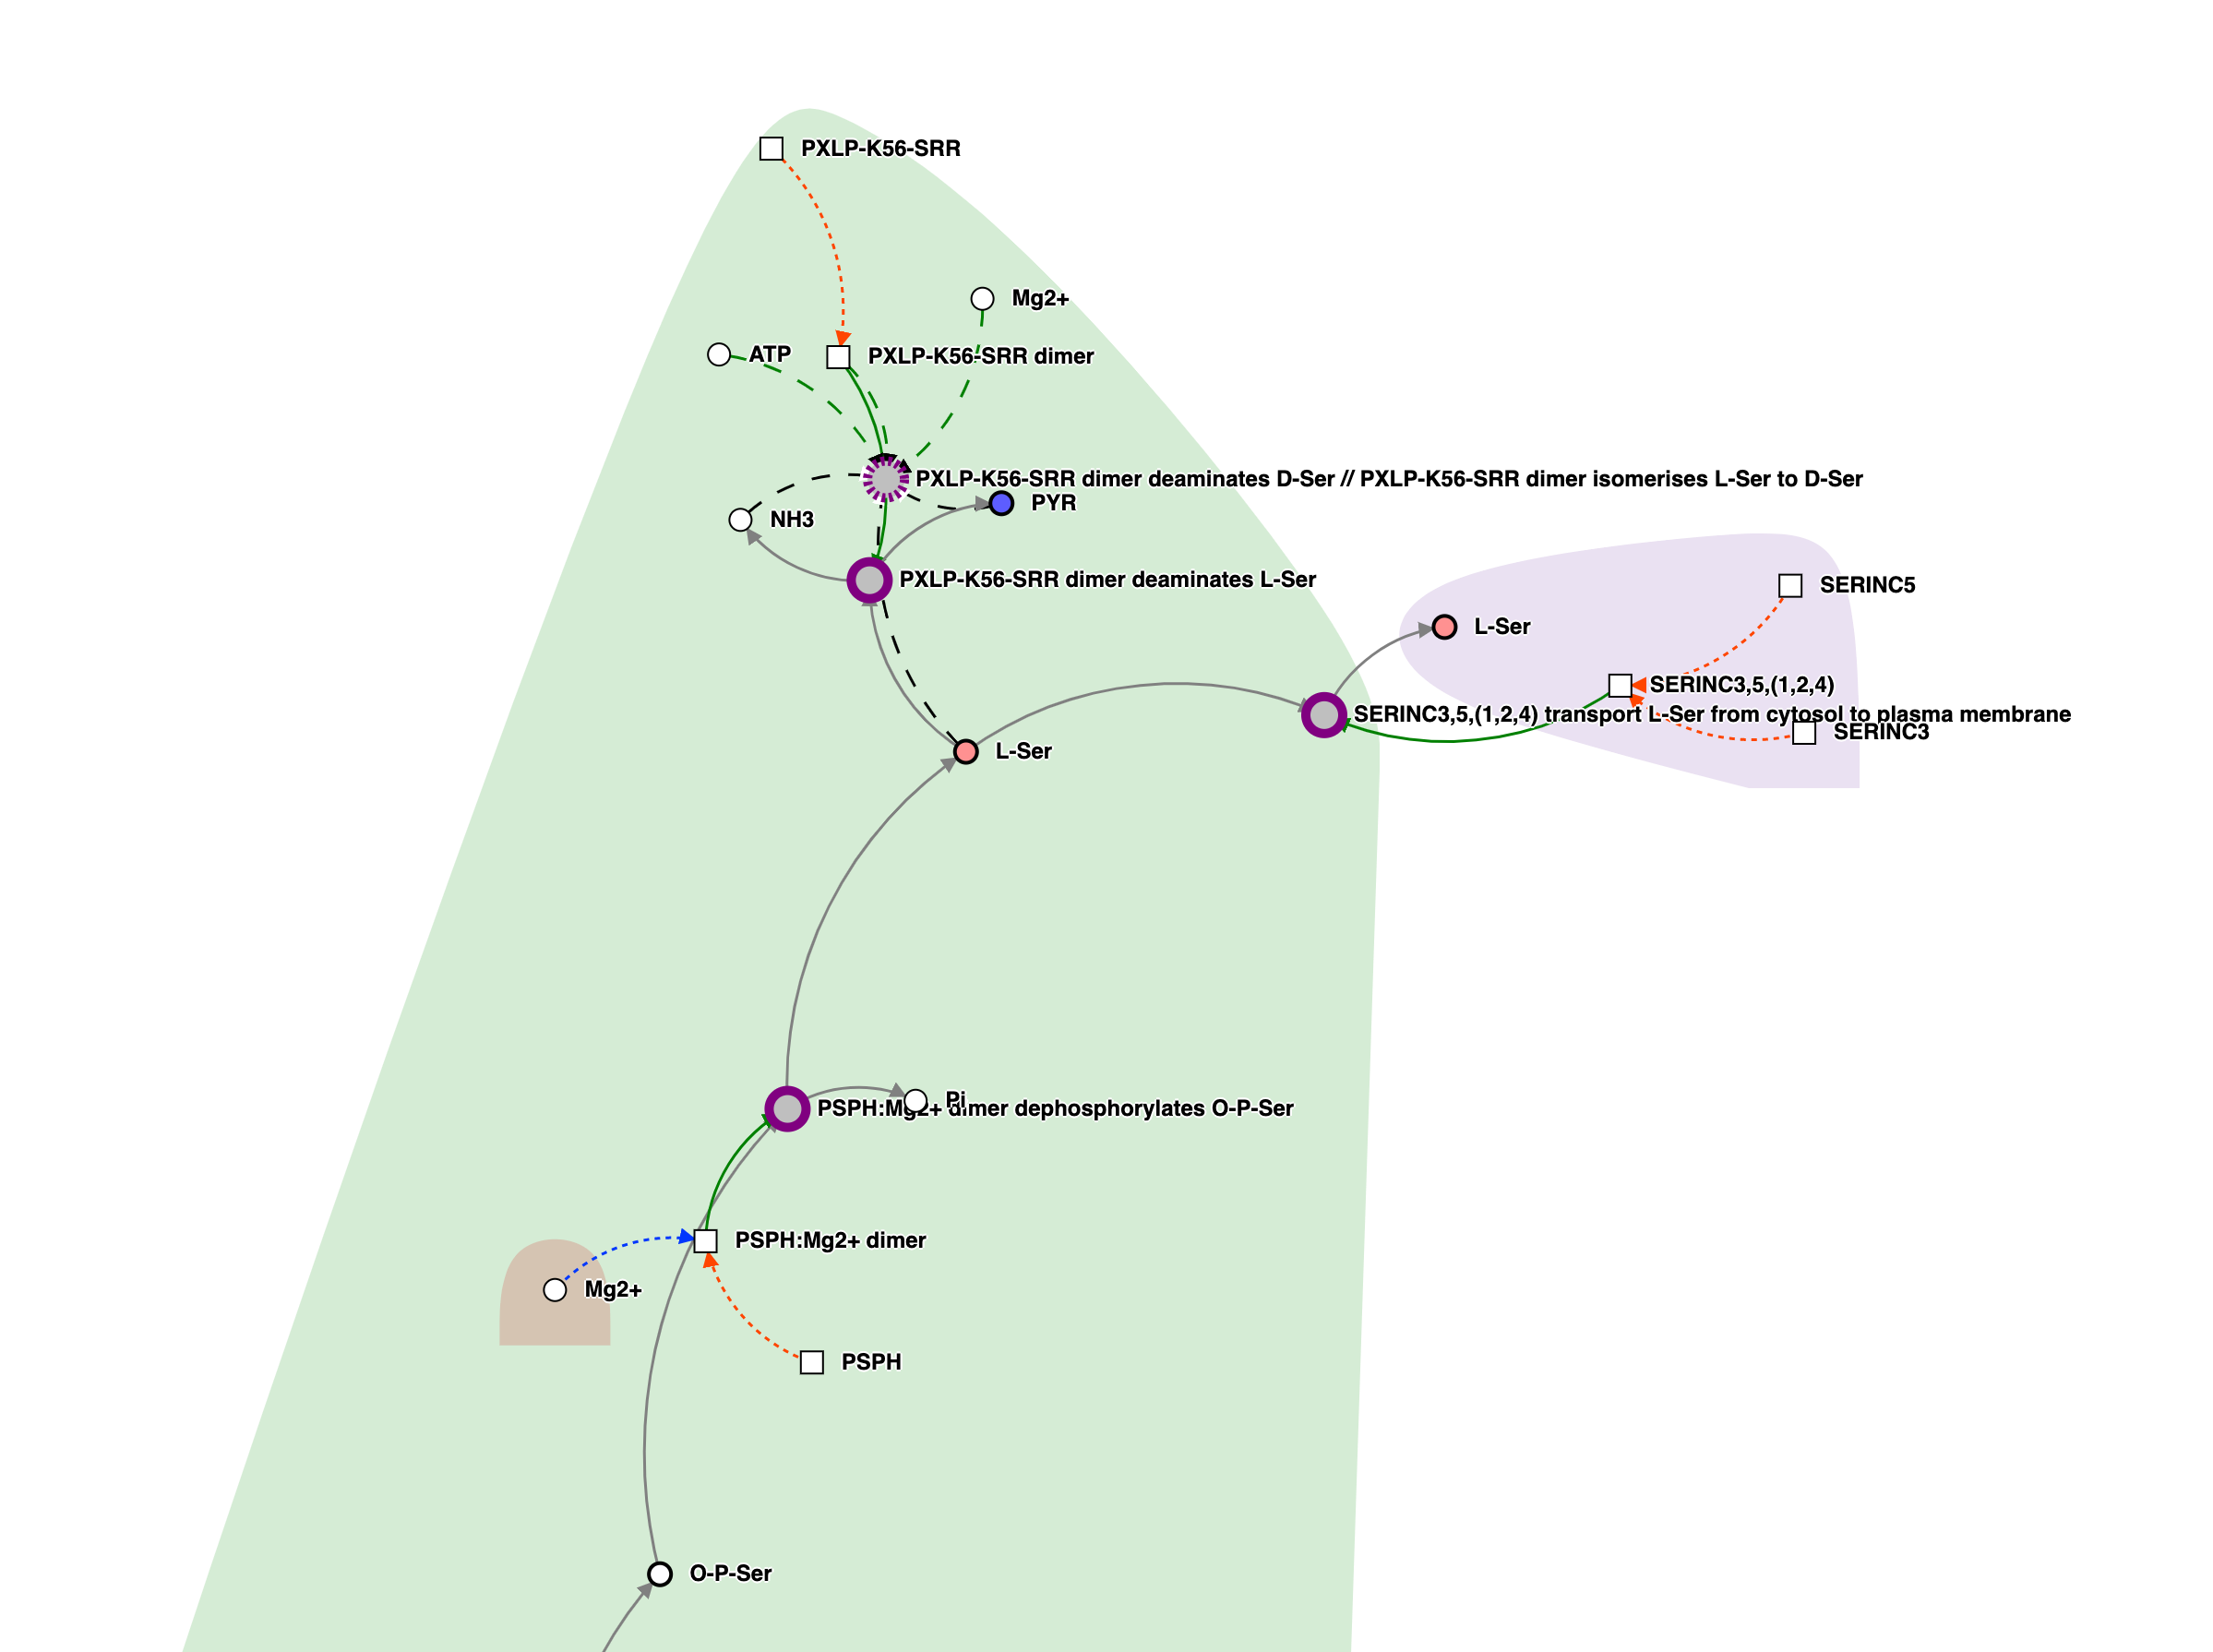 PXLP-K56-SRR
Mg2+
ATP
PXLP-K56-SRR dimer
PXLP-K56-SRR dimer deaminates D-Ser // PXLP-K56-SRR dimer isomerises L-Ser to D-Ser
PYR
NH3
PXLP-K56-SRR dimer deaminates L-Ser
SERINC5
L-Ser
SERINC3,5,(1,2,4)
SERINC3,5,(1,2,4) transport L-Ser from cytosol to plasma membrane
SERINC3
L-Ser
Pi
PSPH:Mg2+ dimer dephosphorylates O-P-Ser
PSPH:Mg2+ dimer
Mg2+
PSPH
O-P-Ser